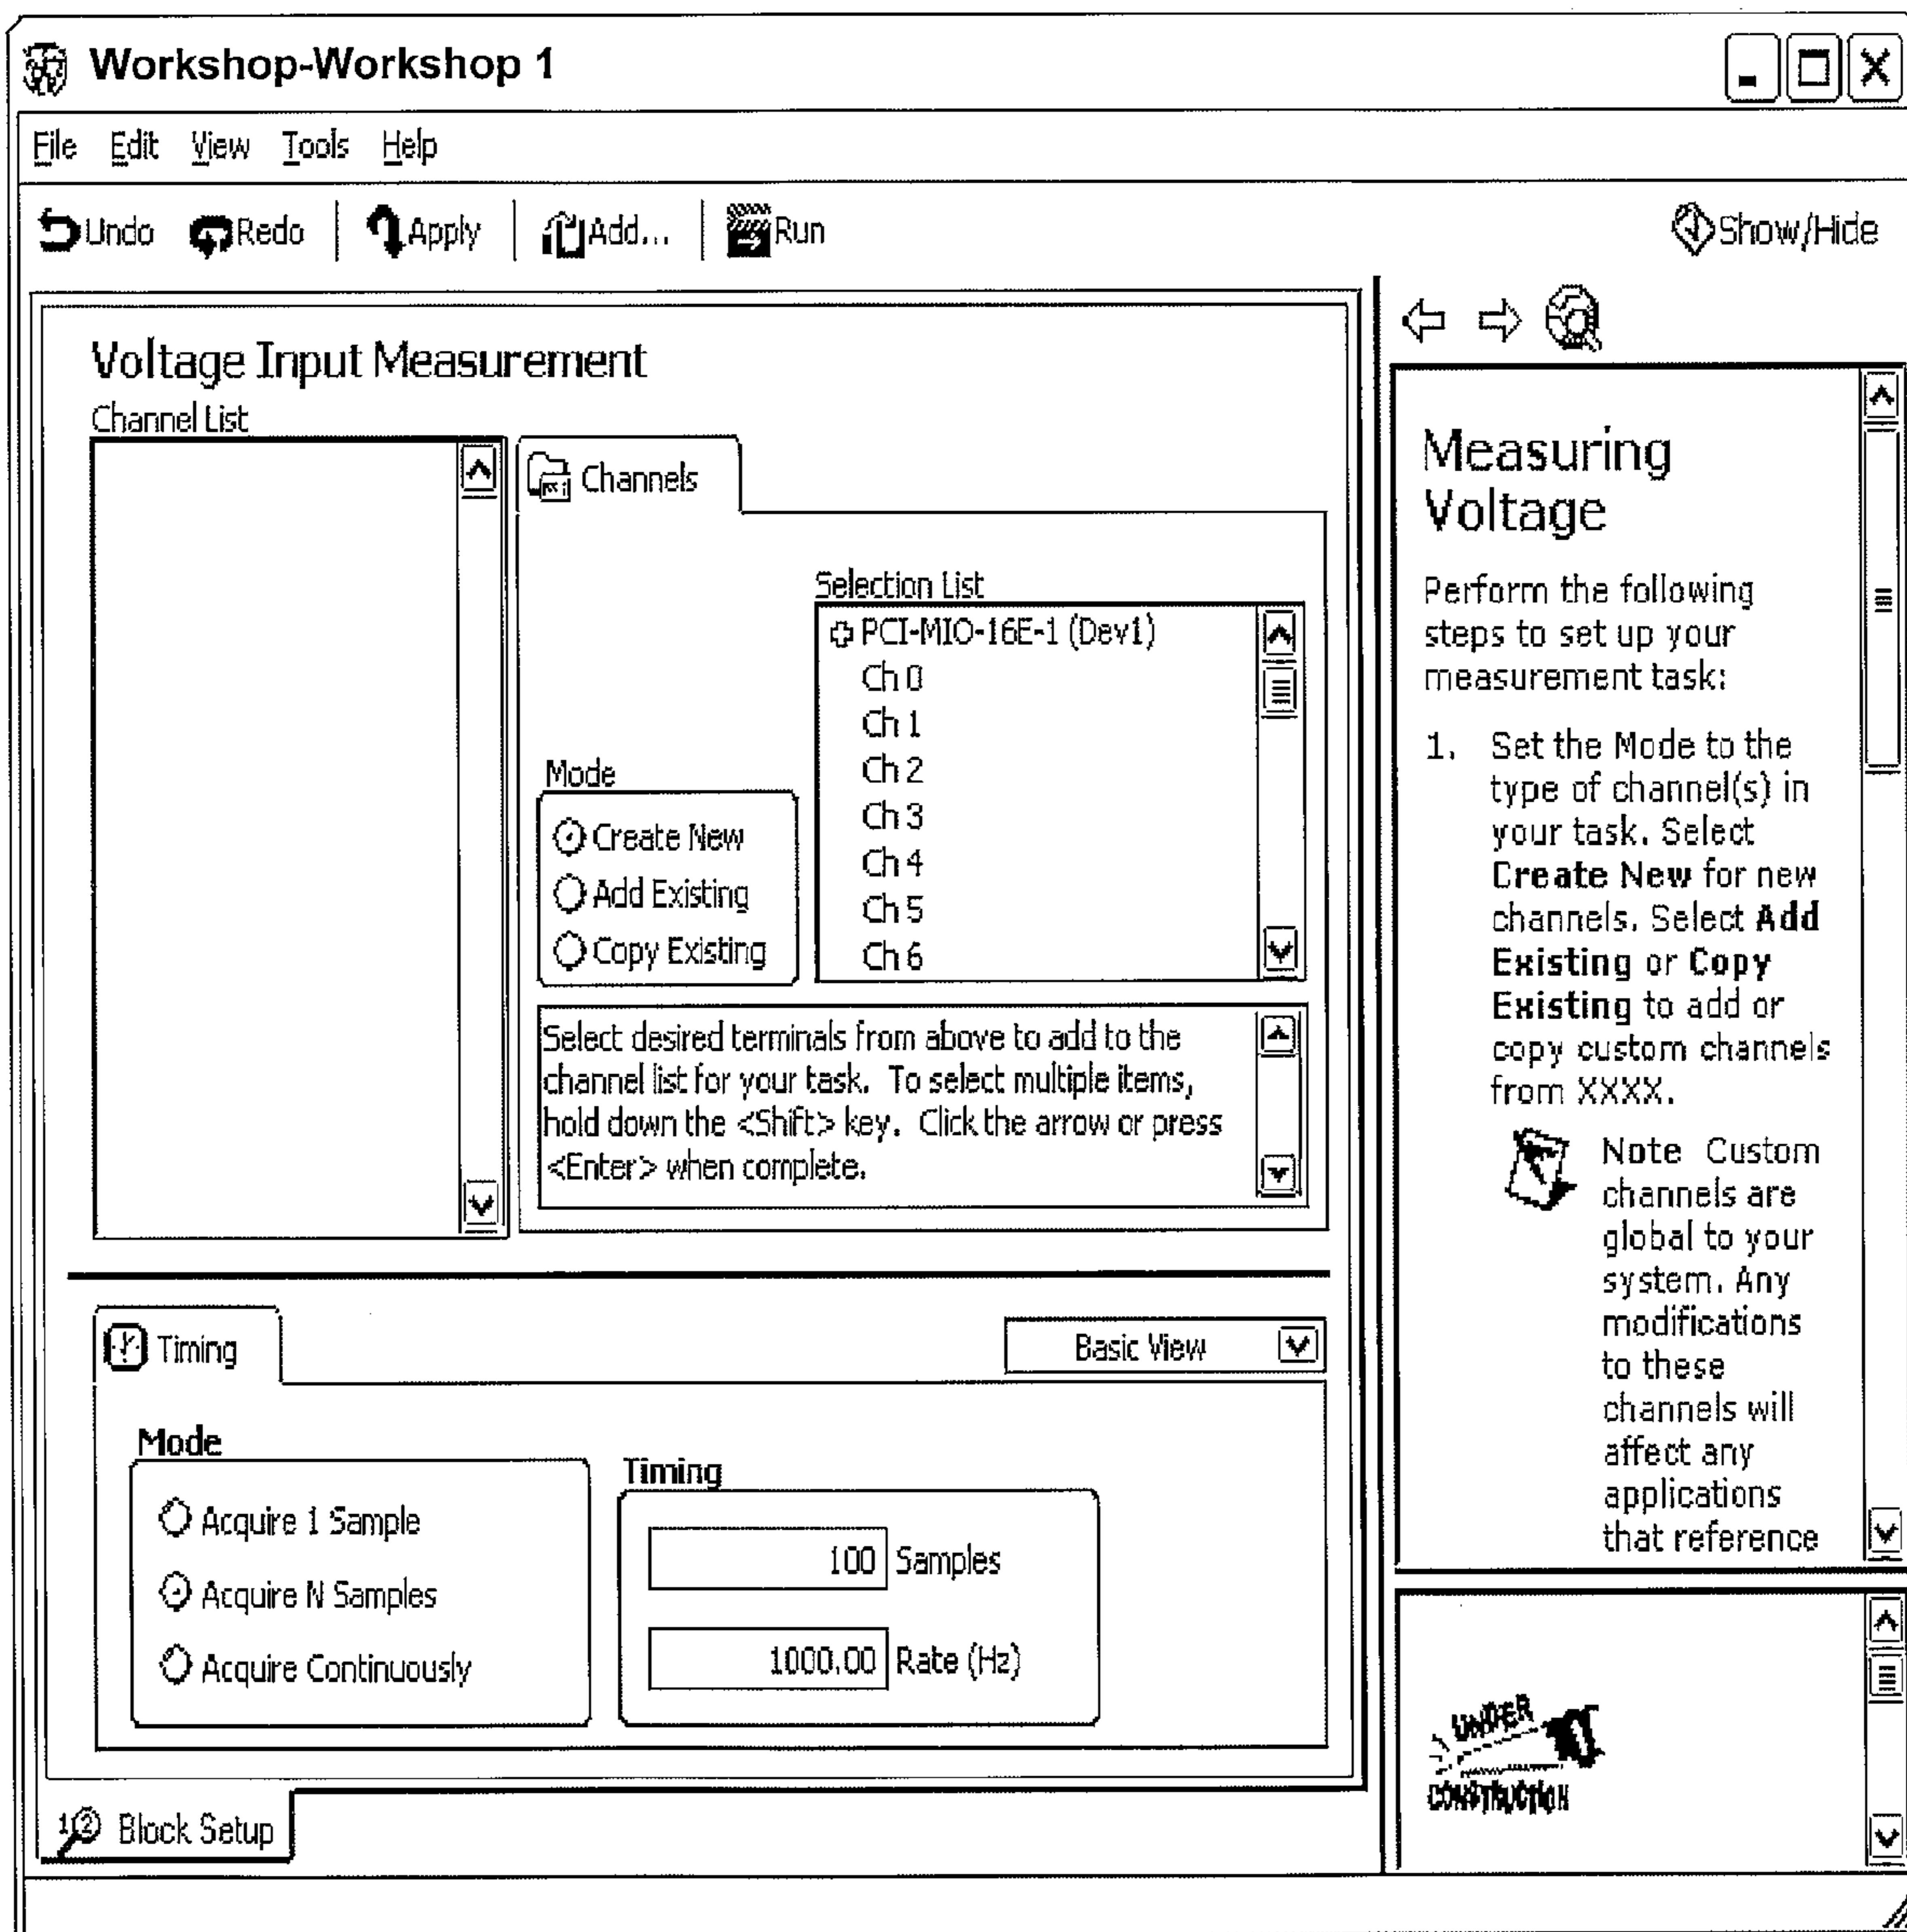 Workshop-Workshop 1
File Edit View Tools Help
Undo Redo Apply Add... Run Show/Hide
Voltage Input Measurement
Channel List
Channels
Selection List
PCI-MIO-16E-1 (Dev1)
Ch 0
Ch 1
Ch 2
Ch 3
Ch 4
Ch 5
Ch 6
Mode
Create New
Add Existing
Copy Existing
Select desired terminals from above to add to the
channel list for your task. To select multiple items,
hold down the <Shift> key. Click the arrow or press
<Enter> when complete.
Timing
Basic View
Mode
Acquire 1 Sample
Acquire N Samples
Acquire Continuously
Timing
100 Samples
1000.00 Rate (Hz)
Block Setup
Measuring
Voltage
Perform the following
steps to set up your
measurement task:
1. Set the Mode to the
type of channel(s) in
your task. Select
Create New for new
channels. Select Add
Existing or Copy
Existing to add or
copy custom channels
from XXXX.
Note Custom
channels are
global to your
system. Any
modifications
to these
channels will
affect any
applications
that reference
UNDER
CONSTRUCTION